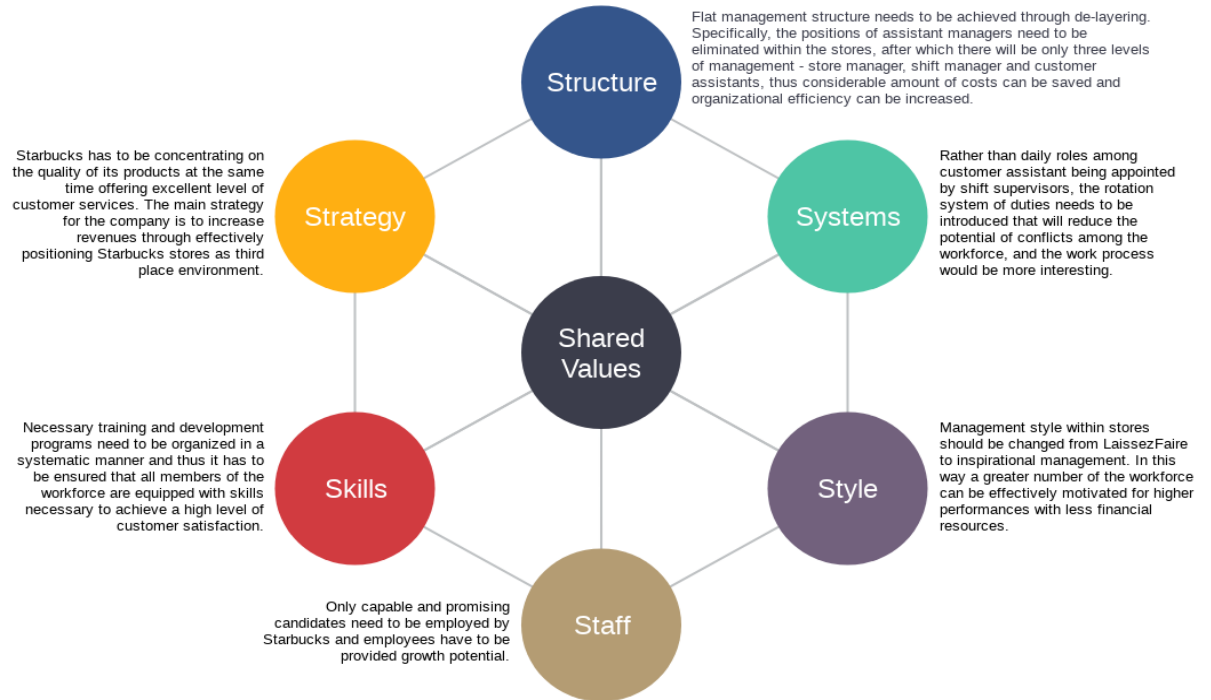 Structure
Flat management structure needs to be achieved through de-layering.
Specifically, the positions of assistant managers need to be
eliminated within the stores, after which there will be only three levels
of management - store manager, shift manager and customer
assistants, thus considerable amount of costs can be saved and
organizational efficiency can be increased.
Starbucks has to be concentrating on
the quality of its products at the same
time offering excellent level of
customer services. The main strategy
for the company is to increase
revenues through effectively
positioning Starbucks stores as third
place environment.
Strategy
Systems
Rather than daily roles among
customer assistant being appointed
by shift supervisors, the rotation
system of duties needs to be
introduced that will reduce the
potential of conflicts among the
workforce, and the work process
would be more interesting.
Shared
Values
Necessary training and development
programs need to be organized in a
systematic manner and thus it has to
be ensured that all members of the
workforce are equipped with skills
necessary to achieve a high level of
customer satisfaction.
Skills
Style
Management style within stores
should be changed from LaissezFaire
to inspirational management. In this
way a greater number of the workforce
can be effectively motivated for higher
performances with less financial
resources.
Only capable and promising
candidates need to be employed by
Starbucks and employees have to be
provided growth potential.
Staff